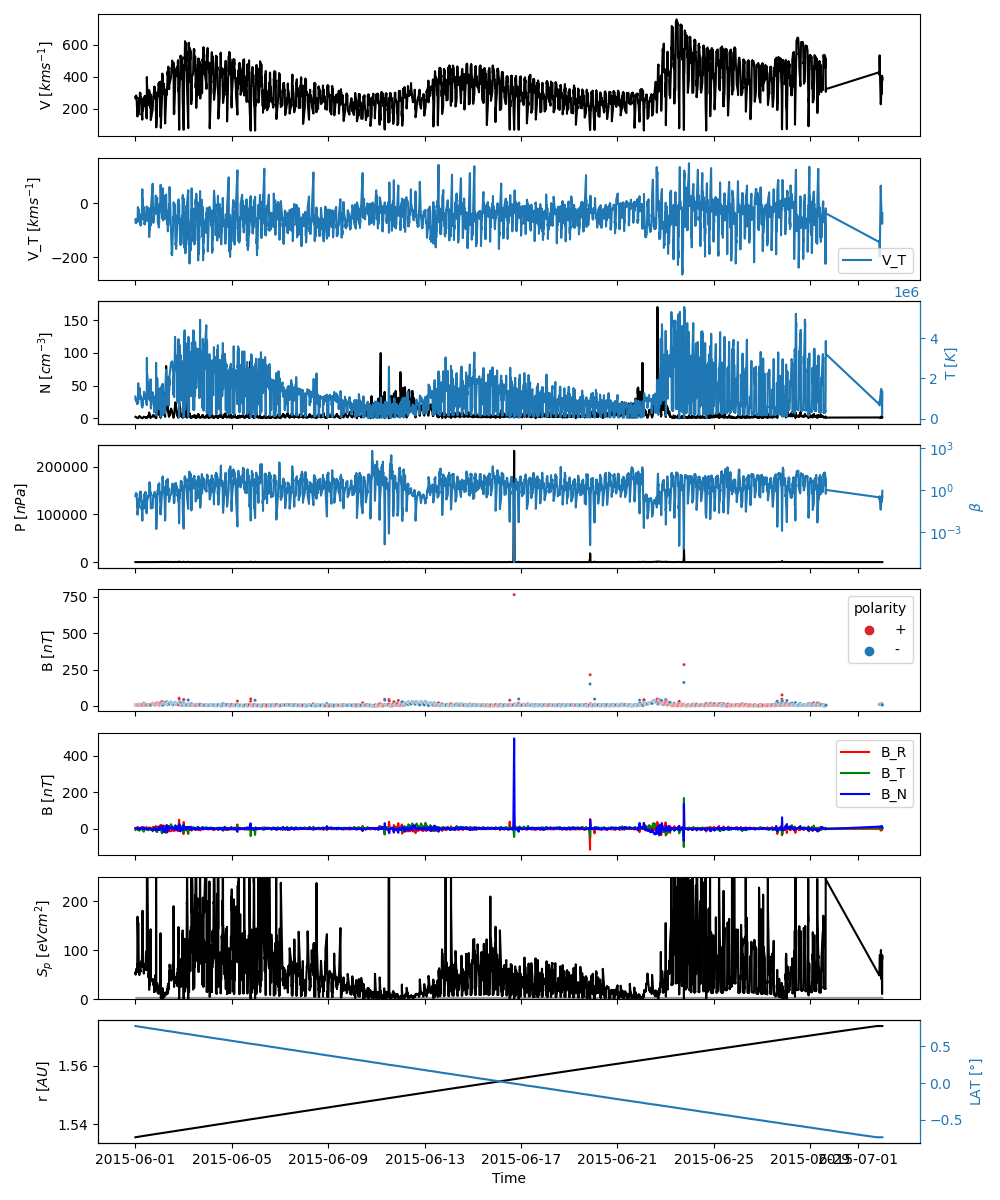 V [kms⁻¹]
600
400
200
V_T [kms⁻¹]
0
−200
V_T
1e6
N [cm⁻³]
150
100
50
0
T [K]
4
2
0
P [nPa]
200000
100000
0
β
10³
10⁰
10⁻³
B [nT]
750
500
250
0
polarity
+
-
B [nT]
400
200
0
B_R
B_T
B_N
Sₚ [eVcm²]
200
100
0
r [AU]
1.56
1.54
LAT [°]
0.5
0.0
−0.5
2015-06-01 2015-06-05 2015-06-09 2015-06-13 2015-06-17 2015-06-21 2015-06-25 2015-06-29 2015-07-01
Time